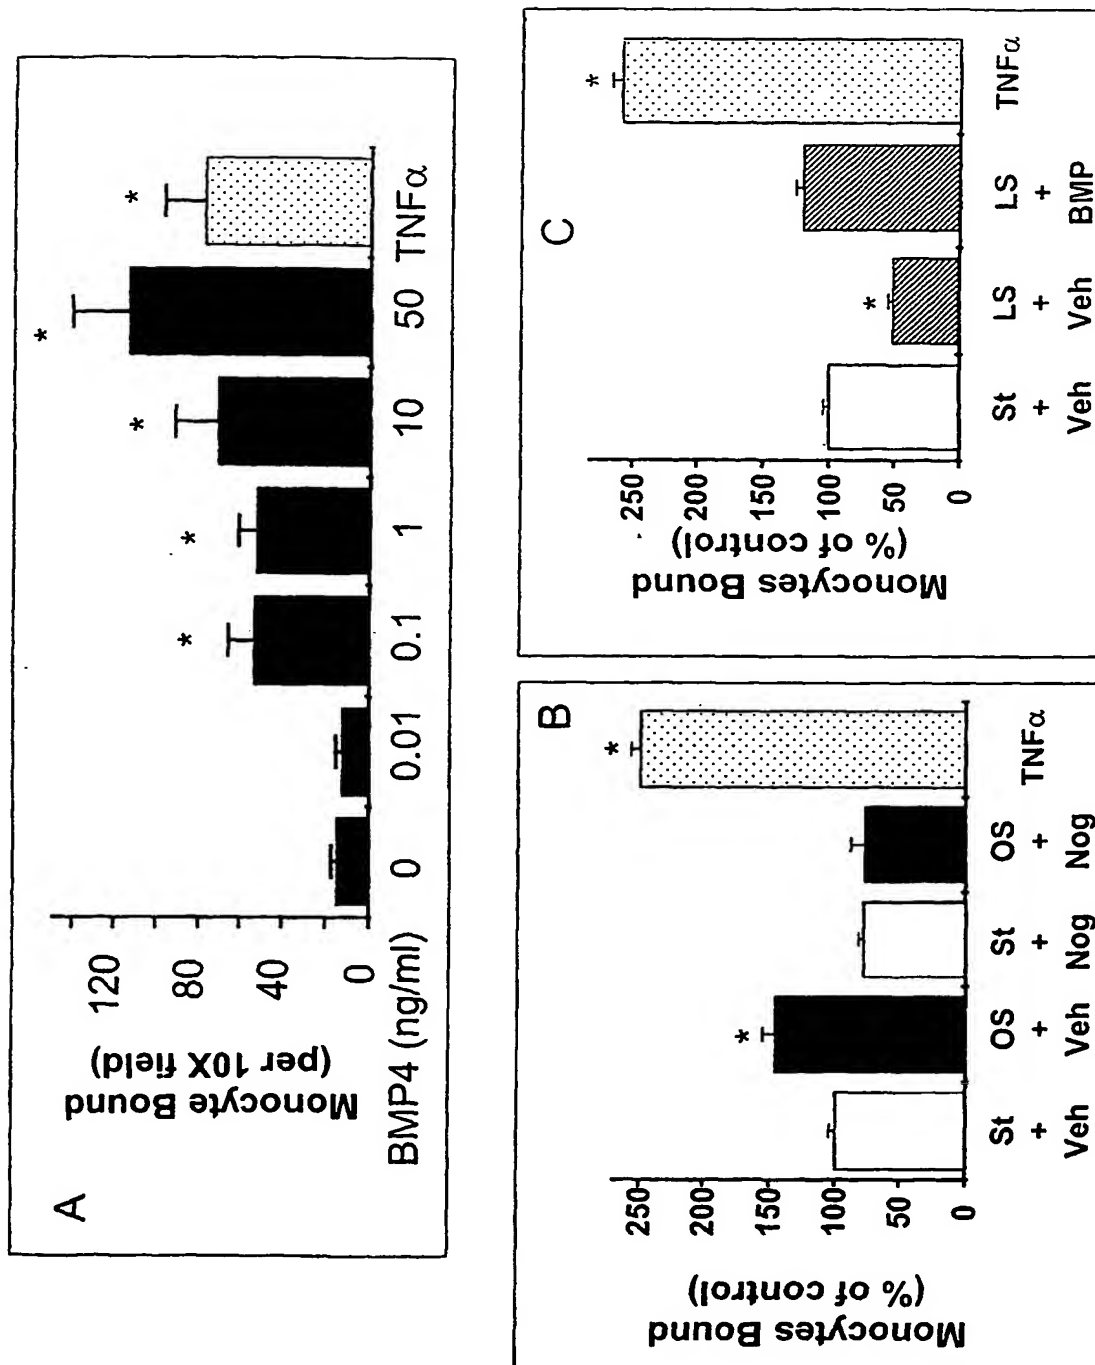 A
Monocyte Bound
(per 10X field)
120
80
40
0
BMP4 (ng/ml)
0 0.01 0.1 1 10 50 TNFα
* * * * *
B
Monocytes Bound
(% of control)
250
200
150
100
50
0
* *
St OS St OS TNFα
+ + + +
Veh Veh Nog Nog
C
Monocytes Bound
(% of control)
250
200
150
100
50
0
* *
St LS LS TNFα
+ + +
Veh Veh BMP